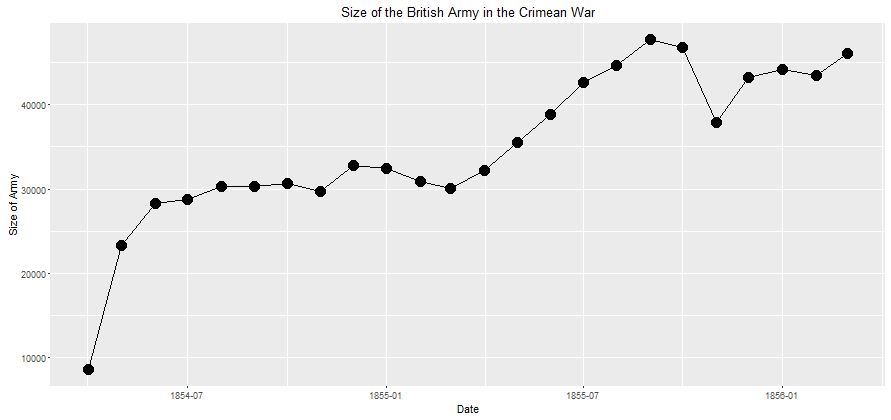 Size of the British Army in the Crimean War
Size of Army
40000
30000
20000
10000
1854-07
1855-01
1855-07
1856-01
Date